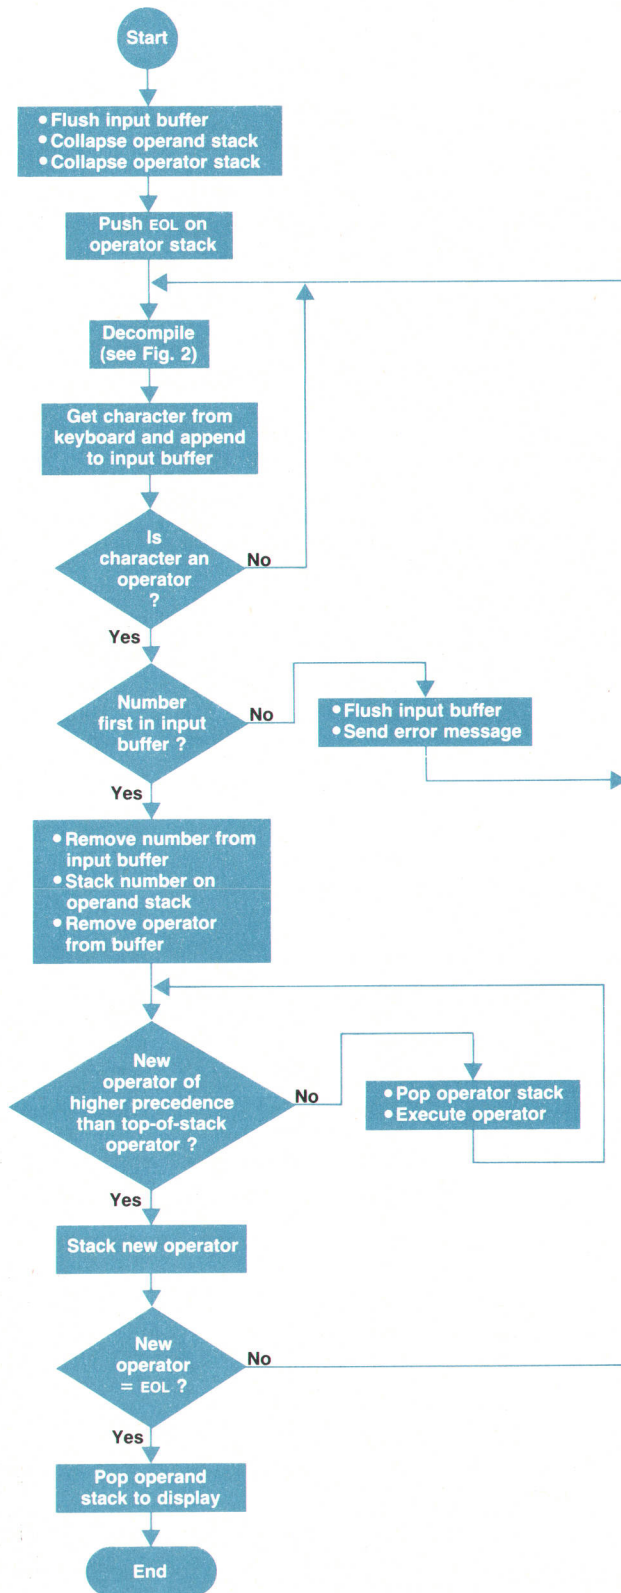 Start
• Flush input buffer
• Collapse operand stack
• Collapse operator stack
Push EOL on
operator stack
Decompile
(see Fig. 2)
Get character from
keyboard and append
to input buffer
Is
character an
operator
?
No
Yes
Number
first in input
buffer ?
No
• Flush input buffer
• Send error message
Yes
• Remove number from
input buffer
• Stack number on
operand stack
• Remove operator
from buffer
New
operator of
higher precedence
than top-of-stack
operator ?
No
• Pop operator stack
• Execute operator
Yes
Stack new operator
New
operator
= EOL ?
No
Yes
Pop operand
stack to display
End